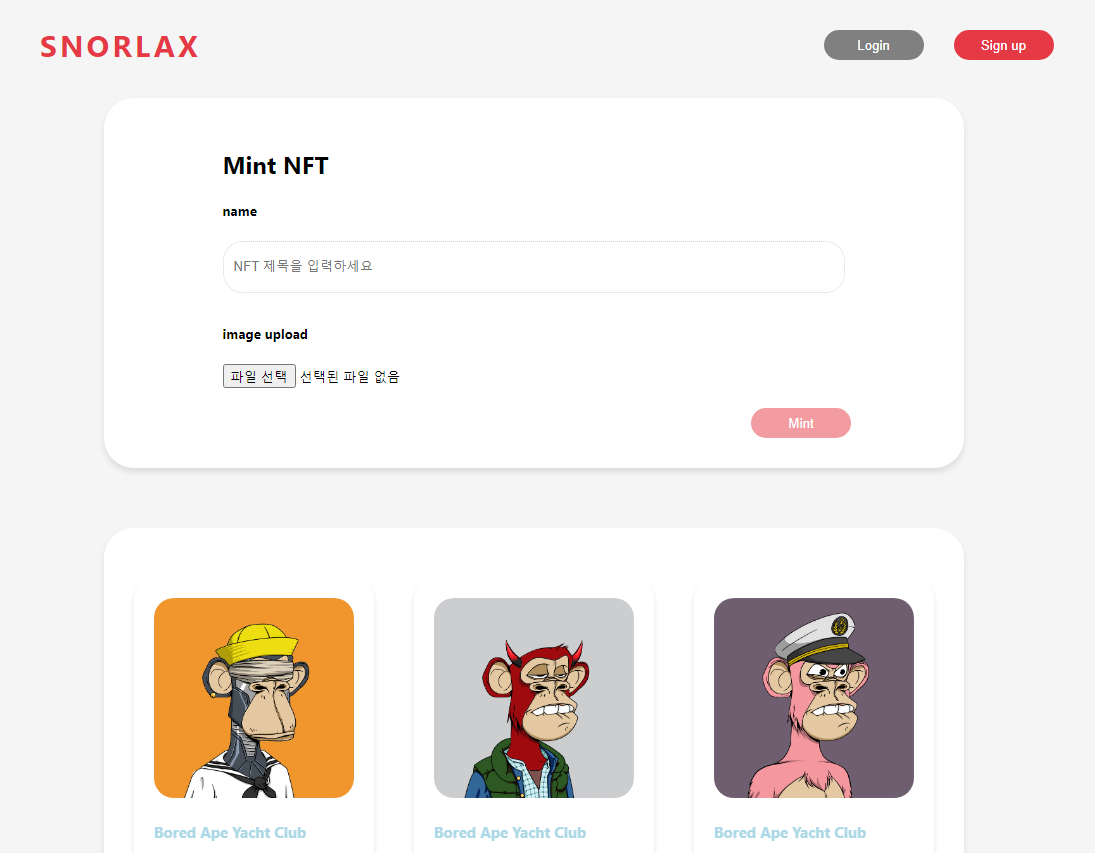 SNORLAX
Login
Sign up
Mint NFT
name
NFT 제목을 입력하세요
image upload
파일 선택 선택된 파일 없음
Mint
Bored Ape Yacht Club
Bored Ape Yacht Club
Bored Ape Yacht Club